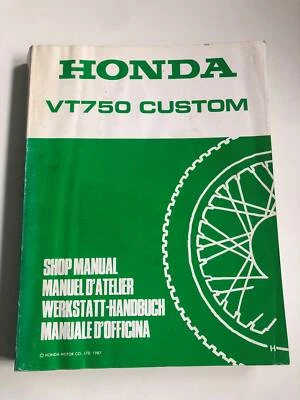 HONDA
VT750 CUSTOM
SHOP MANUAL
MANUEL D'ATELIER
WERKSTATT-HANDBUCH
MANUALE D'OFFICINA
© HONDA MOTOR CO., LTD. 1987
H